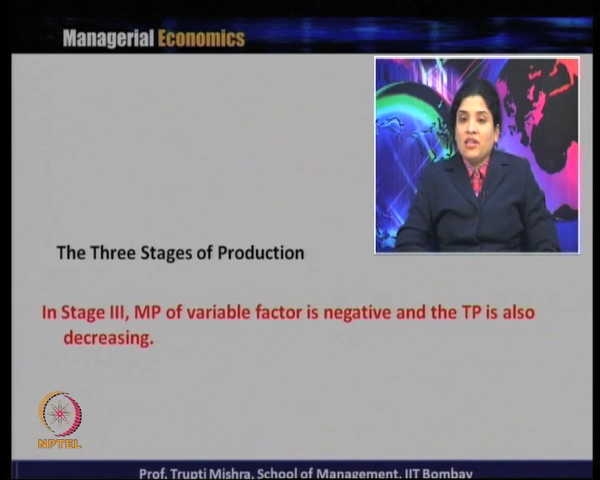 Managerial Economics
The Three Stages of Production
In Stage III, MP of variable factor is negative and the TP is also
decreasing.
NPTEL
Prof. Trupti Mishra, School of Management, IIT Bombay